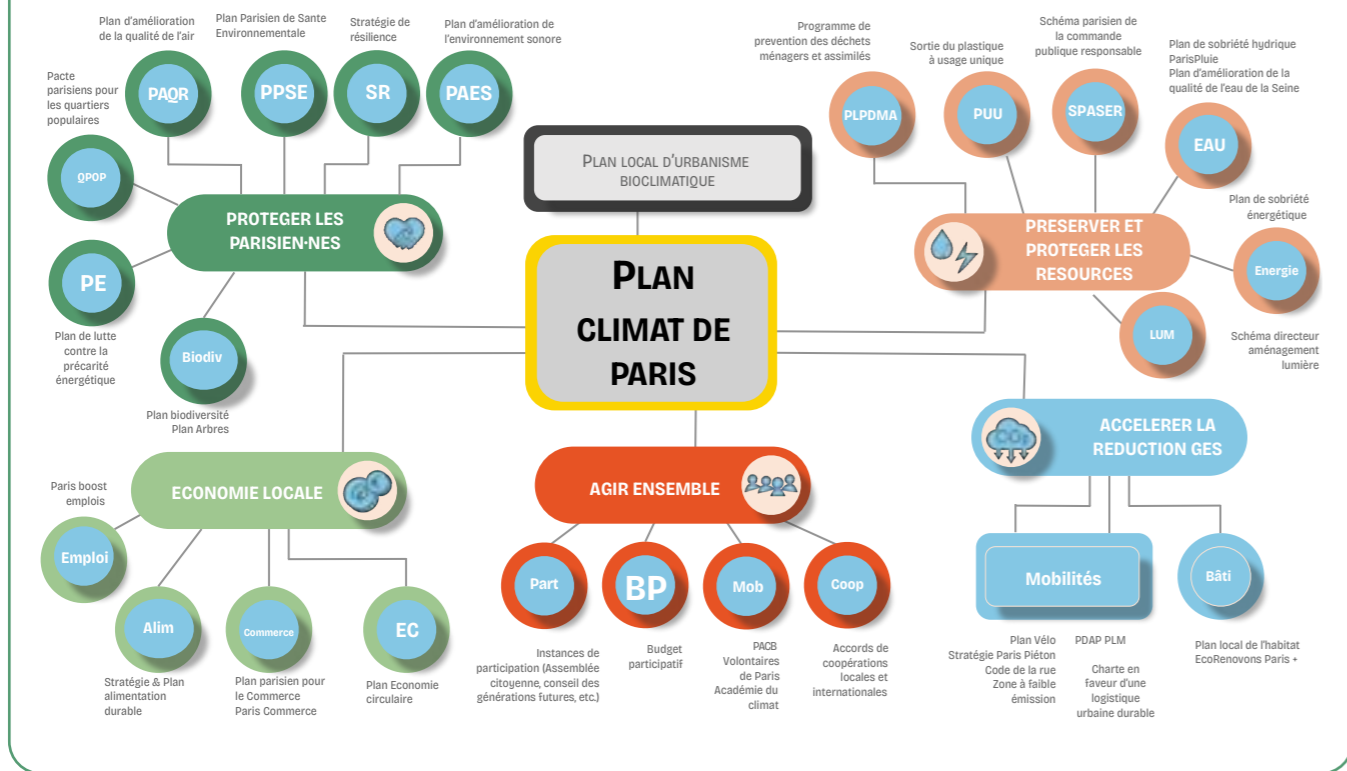 Plan d'amélioration
de la qualité de l'air
PAQR
Plan Parisien de Sante
Environnementale
PPSE
Stratégie de
résilience
SR
Plan d'amélioration de
l'environnement sonore
PAES
Pacte
parisiens pour
les quartiers
populaires
QPOP
PROTEGER LES
PARISIEN·NES
PE
Plan de lutte
contre la
précarité
énergétique
Biodiv
Plan biodiversité
Plan Arbres
PLAN LOCAL D'URBANISME
BIOCLIMATIQUE
PLAN
CLIMAT DE
PARIS
Programme de
prevention des déchets
ménagers et assimilés
PLPDMA
Sortie du plastique
à usage unique
PUU
Schéma parisien de
la commande
publique responsable
SPASER
Plan de sobriété hydrique
ParisPluie
Plan d'amélioration de la
qualité de l'eau de la Seine
EAU
PRESERVER ET
PROTEGER LES
RESOURCES
Plan de sobriété
énergétique
Energie
LUM
Schéma directeur
aménagement
lumière
ECONOMIE LOCALE
Paris boost
emplois
Emploi
Alim
Stratégie & Plan
alimentation
durable
Commerce
Plan parisien pour
le Commerce
Paris Commerce
EC
Plan Economie
circulaire
AGIR ENSEMBLE
Part
Instances de
participation (Assemblée
citoyenne, conseil des
générations futures, etc.)
BP
Budget
participatif
Mob
PACB
Volontaires
de Paris
Académie du
climat
Coop
Accords de
coopérations
locales et
internationales
CO₂
ACCELERER LA
REDUCTION GES
Mobilités
Plan Vélo
Stratégie Paris Piéton
Code de la rue
Zone à faible
émission
PDAP PLM
Charte en
faveur d'une
logistique
urbaine durable
Bâti
Plan local de l'habitat
EcoRenovons Paris +